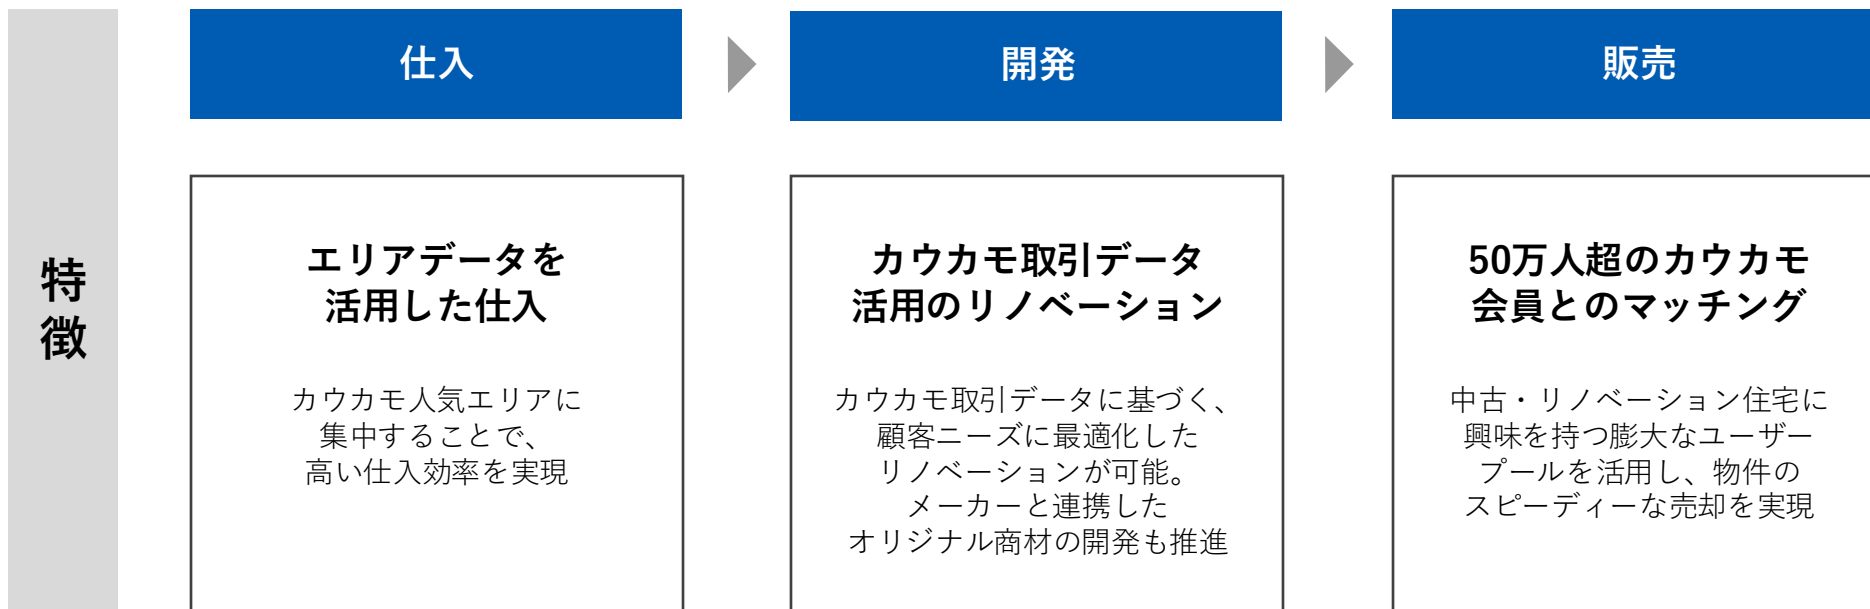 仕入
開発
販売
特
徴
エリアデータを
活用した仕入
カウカモ人気エリアに
集中することで、
高い仕入効率を実現
カウカモ取引データ
活用のリノベーション
カウカモ取引データに基づく、
顧客ニーズに最適化した
リノベーションが可能。
メーカーと連携した
オリジナル商材の開発も推進
50万人超のカウカモ
会員とのマッチング
中古・リノベーション住宅に
興味を持つ膨大なユーザー
プールを活用し、物件の
スピーディーな売却を実現